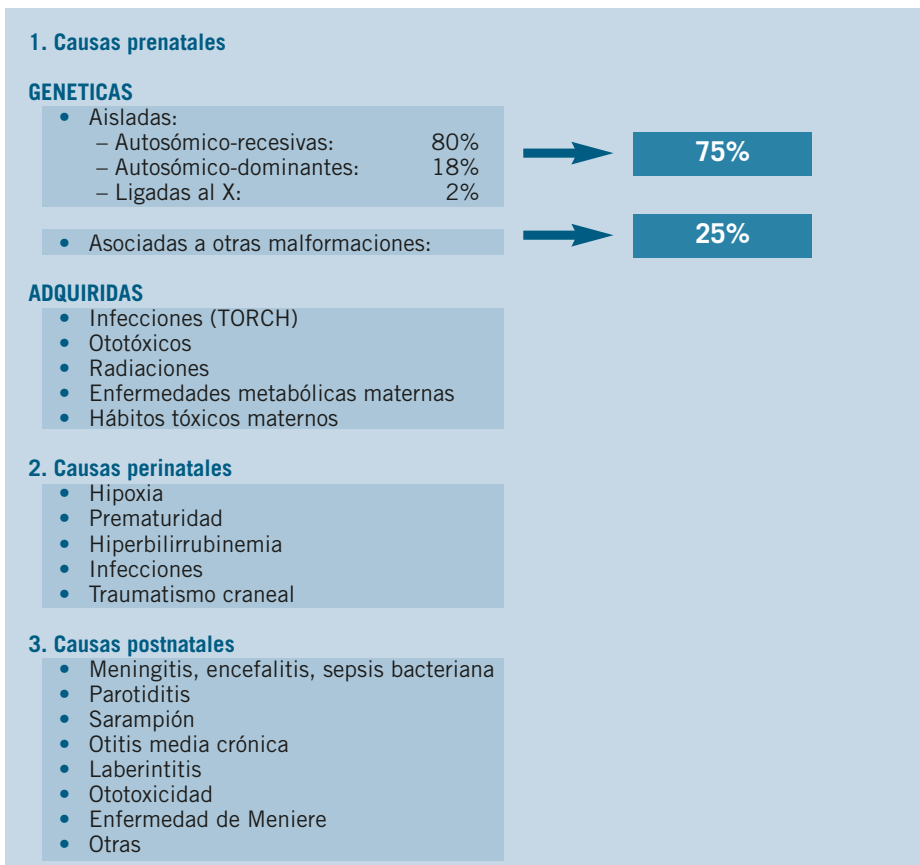 1. Causas prenatales
GENETICAS
• Aisladas:
– Autosómico-recesivas: 80%
75%
– Autosómico-dominantes: 18%
– Ligadas al X: 2%
• Asociadas a otras malformaciones:
25%
ADQUIRIDAS
• Infecciones (TORCH)
• Ototóxicos
• Radiaciones
• Enfermedades metabólicas maternas
• Hábitos tóxicos maternos
2. Causas perinatales
• Hipoxia
• Prematuridad
• Hiperbilirrubinemia
• Infecciones
• Traumatismo craneal
3. Causas postnatales
• Meningitis, encefalitis, sepsis bacteriana
• Parotiditis
• Sarampión
• Otitis media crónica
• Laberintitis
• Ototoxicidad
• Enfermedad de Meniere
• Otras